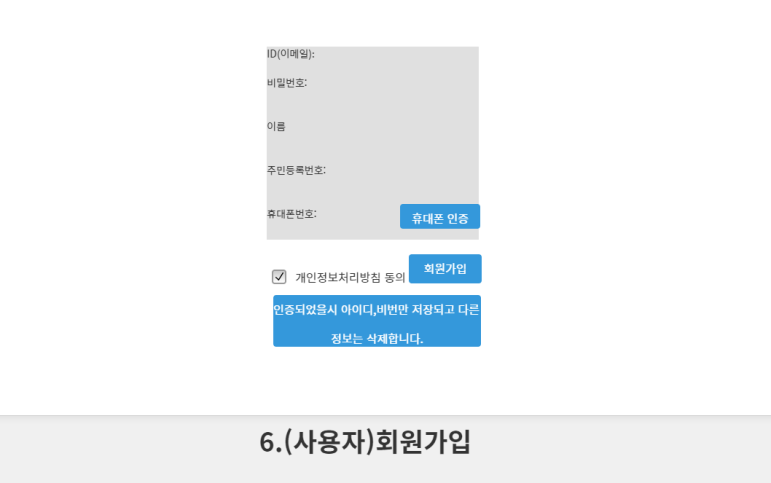 ID(이메일):
비밀번호:
이름
주민등록번호:
휴대폰번호:
휴대폰 인증
개인정보처리방침 동의
회원가입
인증되었을시 아이디,비번만 저장되고 다른
정보는 삭제합니다.
6.(사용자)회원가입